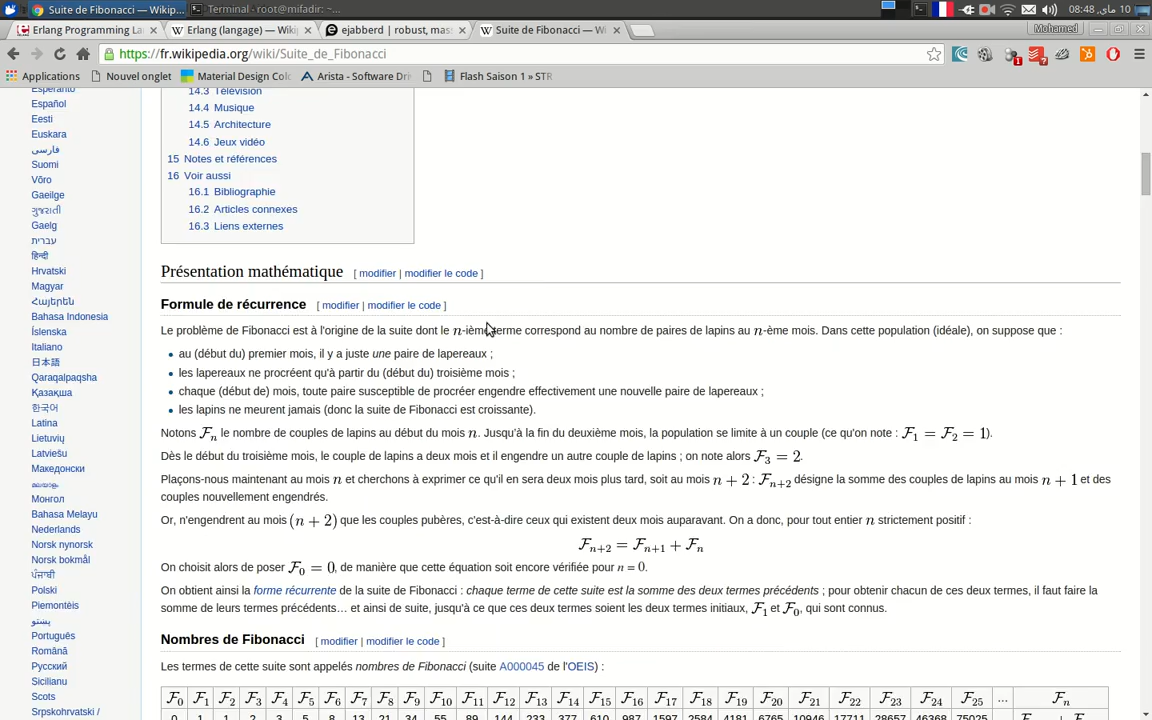 Suite de Fibonacci — Wikip...
Terminal - root@mifadir: ~...
10 ماي, 08:48
Erlang Programming La
Erlang (langage) — Wiki
ejabberd | robust, mass
Suite de Fibonacci — Wi
Mohamed
https://fr.wikipedia.org/wiki/Suite_de_Fibonacci
Applications
Nouvel onglet
Material Design Colo
Arista - Software Dri
Flash Saison 1 » STR
Esperanto
Español
Eesti
Euskara
فارسی
Suomi
Võro
Gaeilge
ગુજરાતી
Gaelg
עברית
हिन्दी
Hrvatski
Magyar
Հայերեն
Bahasa Indonesia
Íslenska
Italiano
日本語
Qaraqalpaqsha
Қазақша
한국어
Latina
Lietuvių
Latviešu
Македонски
മലയാളം
Монгол
Bahasa Melayu
Nederlands
Norsk nynorsk
Norsk bokmål
ਪੰਜਾਬੀ
Polski
Piemontèis
پښتو
Português
Română
Русский
Sicilianu
Scots
Srpskohrvatski /
14.3 Télévision
14.4 Musique
14.5 Architecture
14.6 Jeux vidéo
15 Notes et références
16 Voir aussi
16.1 Bibliographie
16.2 Articles connexes
16.3 Liens externes
Présentation mathématique [ modifier | modifier le code ]
Formule de récurrence [ modifier | modifier le code ]
Le problème de Fibonacci est à l'origine de la suite dont le n-ième terme correspond au nombre de paires de lapins au n-ème mois. Dans cette population (idéale), on suppose que :
au (début du) premier mois, il y a juste une paire de lapereaux ;
les lapereaux ne procréent qu'à partir du (début du) troisième mois ;
chaque (début de) mois, toute paire susceptible de procréer engendre effectivement une nouvelle paire de lapereaux ;
les lapins ne meurent jamais (donc la suite de Fibonacci est croissante).
Notons ℱn le nombre de couples de lapins au début du mois n. Jusqu'à la fin du deuxième mois, la population se limite à un couple (ce qu'on note : ℱ1 = ℱ2 = 1).
Dès le début du troisième mois, le couple de lapins a deux mois et il engendre un autre couple de lapins ; on note alors ℱ3 = 2.
Plaçons-nous maintenant au mois n et cherchons à exprimer ce qu'il en sera deux mois plus tard, soit au mois n + 2 : ℱn+2 désigne la somme des couples de lapins au mois n + 1 et des
couples nouvellement engendrés.
Or, n'engendrent au mois (n + 2) que les couples pubères, c'est-à-dire ceux qui existent deux mois auparavant. On a donc, pour tout entier n strictement positif :
ℱn+2 = ℱn+1 + ℱn
On choisit alors de poser ℱ0 = 0, de manière que cette équation soit encore vérifiée pour n = 0.
On obtient ainsi la forme récurrente de la suite de Fibonacci : chaque terme de cette suite est la somme des deux termes précédents ; pour obtenir chacun de ces deux termes, il faut faire la
somme de leurs termes précédents… et ainsi de suite, jusqu'à ce que ces deux termes soient les deux termes initiaux, ℱ1 et ℱ0, qui sont connus.
Nombres de Fibonacci [ modifier | modifier le code ]
Les termes de cette suite sont appelés nombres de Fibonacci (suite A000045 de l'OEIS) :
ℱ0 ℱ1 ℱ2 ℱ3 ℱ4 ℱ5 ℱ6 ℱ7 ℱ8 ℱ9 ℱ10 ℱ11 ℱ12 ℱ13 ℱ14 ℱ15 ℱ16 ℱ17 ℱ18 ℱ19 ℱ20 ℱ21 ℱ22 ℱ23 ℱ24 ℱ25 ... ℱn
0 1 1 2 3 5 8 13 21 34 55 89 144 233 377 610 987 1597 2584 4181 6765 10946 17711 28657 46368 75025